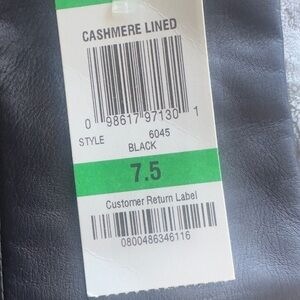 CASHMERE LINED
0 98617 97130 1
STYLE 6045
BLACK
7.5
Customer Return Label
0800486346116